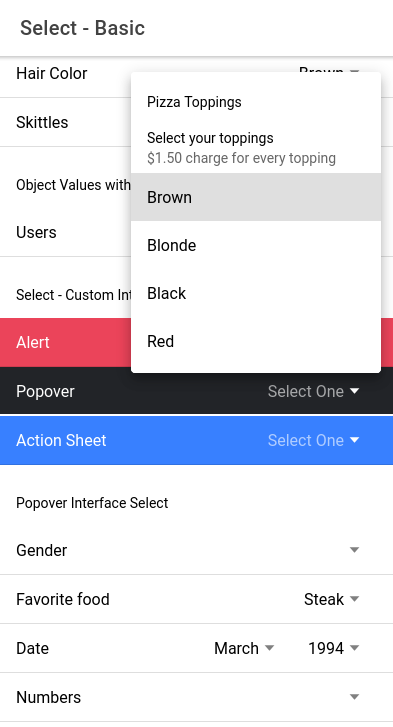 Select - Basic
Hair Color
Brown
Pizza Toppings
Select your toppings
$1.50 charge for every topping
Brown
Blonde
Black
Red
Skittles
Object Values with
Users
Select - Custom Int
Alert
Popover Select One
Action Sheet Select One
Popover Interface Select
Gender
Favorite food Steak
Date March 1994
Numbers